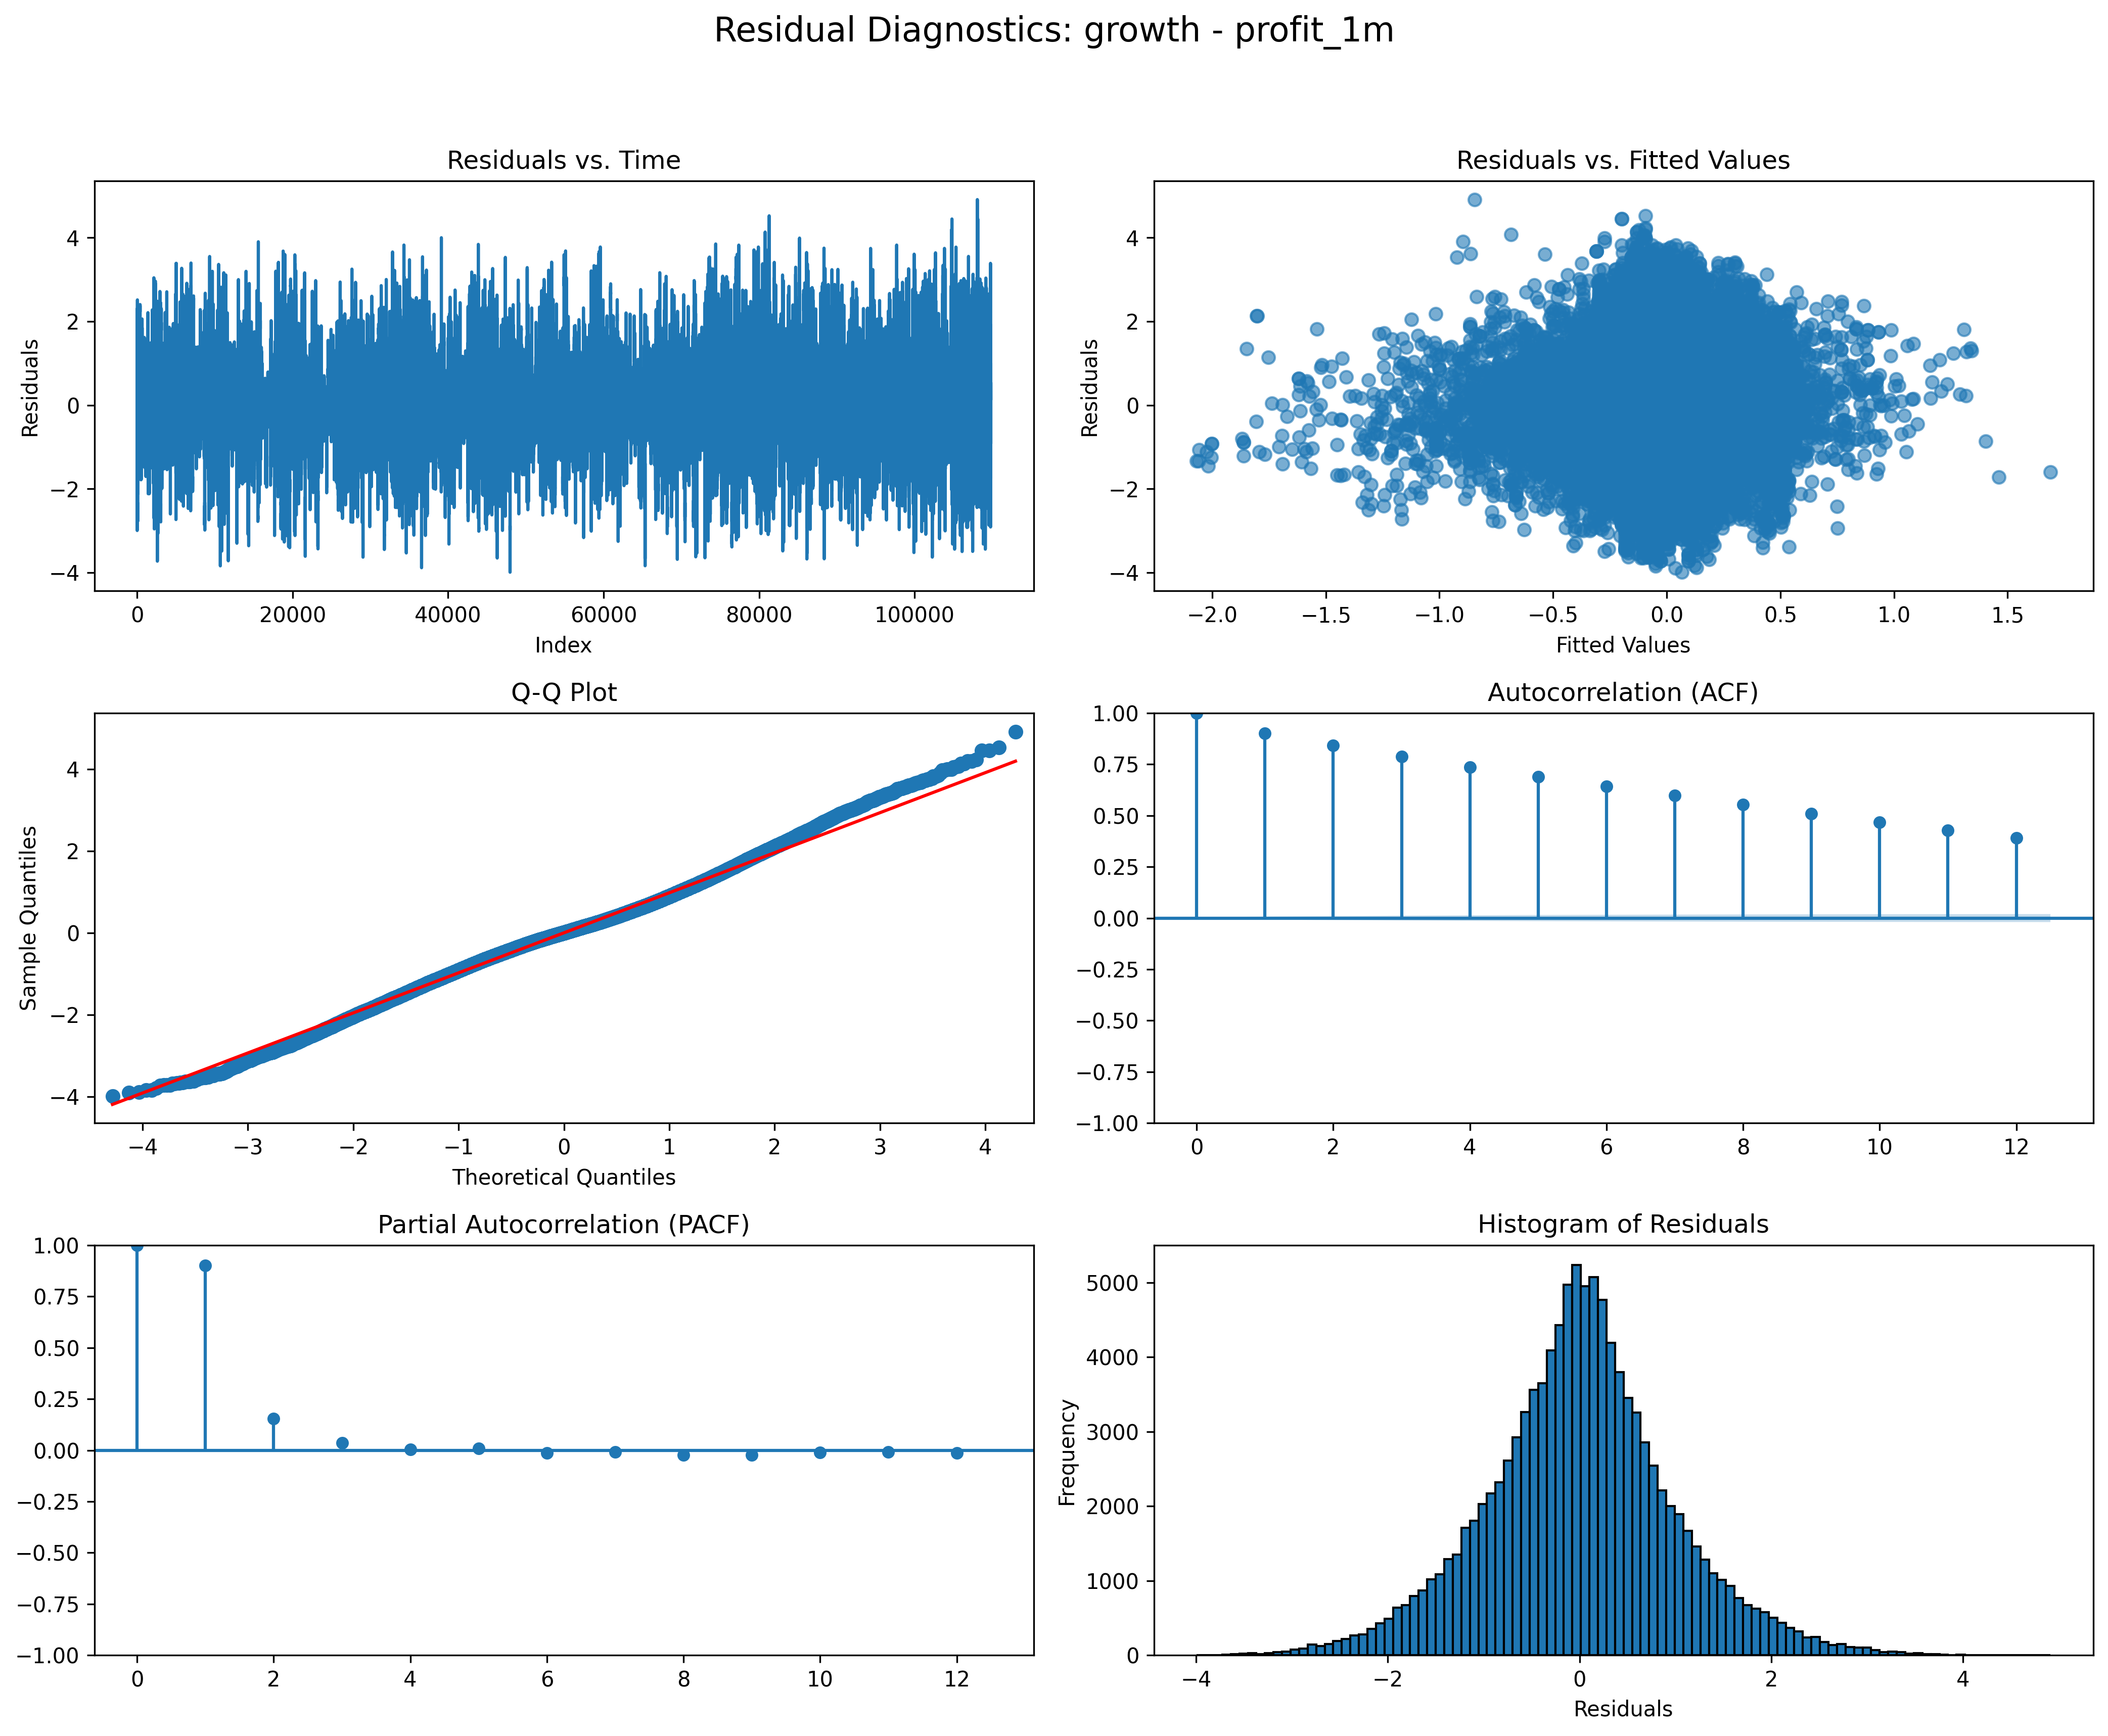 Residual Diagnostics: growth - profit_1m
Residuals vs. Time
Residuals
4
2
0
−2
−4
0 20000 40000 60000 80000 100000
Index
Residuals vs. Fitted Values
Residuals
4
2
0
−2
−4
−2.0 −1.5 −1.0 −0.5 0.0 0.5 1.0 1.5
Fitted Values
Q-Q Plot
Sample Quantiles
4
2
0
−2
−4
−4 −3 −2 −1 0 1 2 3 4
Theoretical Quantiles
Autocorrelation (ACF)
1.00
0.75
0.50
0.25
0.00
−0.25
−0.50
−0.75
−1.00
0 2 4 6 8 10 12
Partial Autocorrelation (PACF)
1.00
0.75
0.50
0.25
0.00
−0.25
−0.50
−0.75
−1.00
0 2 4 6 8 10 12
Histogram of Residuals
Frequency
5000
4000
3000
2000
1000
0
−4 −2 0 2 4
Residuals